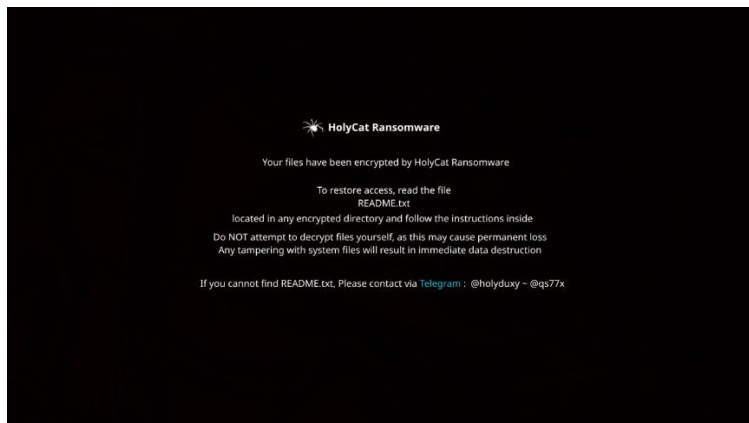 HolyCat Ransomware
Your files have been encrypted by HolyCat Ransomware
To restore access, read the file
README.txt
located in any encrypted directory and follow the instructions inside
Do NOT attempt to decrypt files yourself, as this may cause permanent loss
Any tampering with system files will result in immediate data destruction
If you cannot find README.txt, Please contact via Telegram : @holyduxy ~ @qs77x